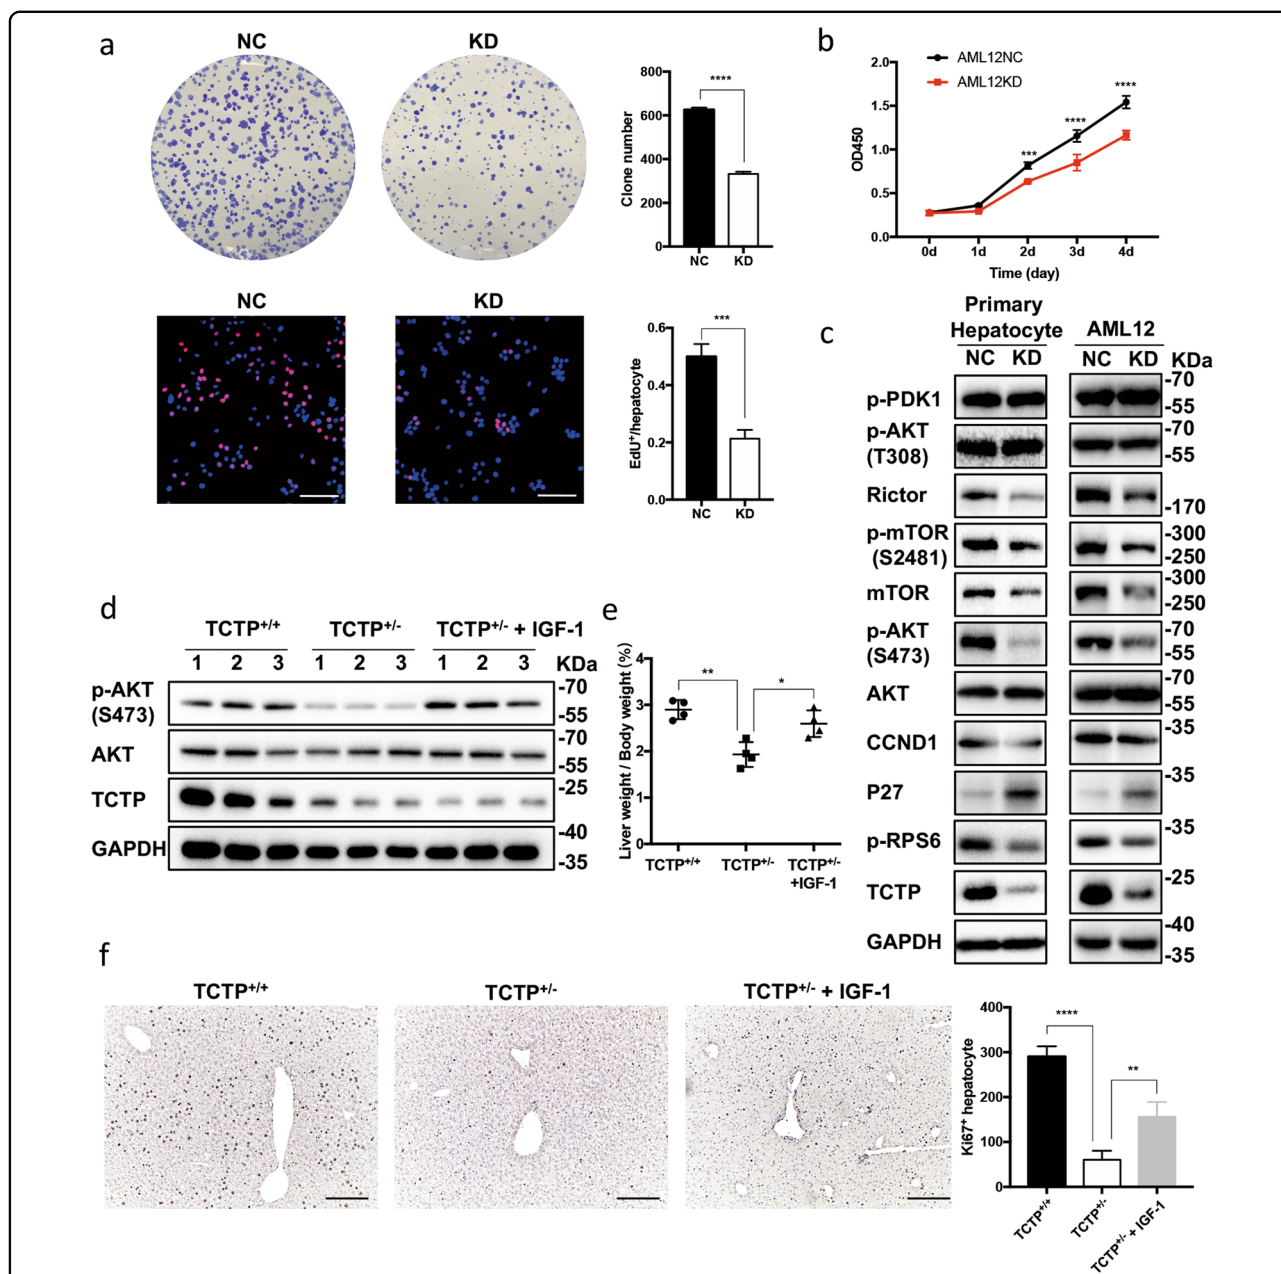 a
NC
KD
800
600
400
200
0
Clone number
****
NC
KD
NC
KD
0.6
0.4
0.2
0.0
EdU+/hepatocyte
***
NC
KD
b
AML12NC
AML12KD
2.0
1.5
1.0
0.5
0.0
OD450
***
****
****
0d
1d
2d
3d
4d
Time (day)
c
Primary
Hepatocyte
AML12
NC
KD
NC
KD
KDa
p-PDK1
-70
-55
p-AKT
(T308)
-70
-55
Rictor
-170
p-mTOR
(S2481)
-300
-250
mTOR
-300
-250
p-AKT
(S473)
-70
-55
AKT
-70
-55
CCND1
-35
P27
-35
p-RPS6
-35
TCTP
-25
GAPDH
-40
-35
d
TCTP+/+
TCTP+/-
TCTP+/- + IGF-1
1 2 3 1 2 3 1 2 3 KDa
p-AKT
(S473)
-70
-55
AKT
-70
-55
TCTP
-25
GAPDH
-40
-35
e
Liver weight / Body weight (%)
4
3
2
1
0
**
*
TCTP+/+
TCTP+/-
TCTP+/-
+IGF-1
f
TCTP+/+
TCTP+/-
TCTP+/- + IGF-1
400
300
200
100
0
Ki67+ hepatocyte
****
**
TCTP+/+
TCTP+/-
TCTP+/- + IGF-1